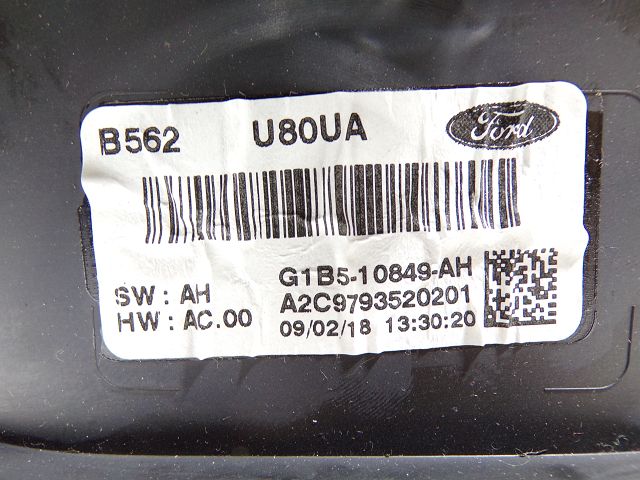 B562 U80UA Ford
G1B5-10849-AH
SW : AH A2C9793520201
HW : AC.00 09/02/18 13:30:20